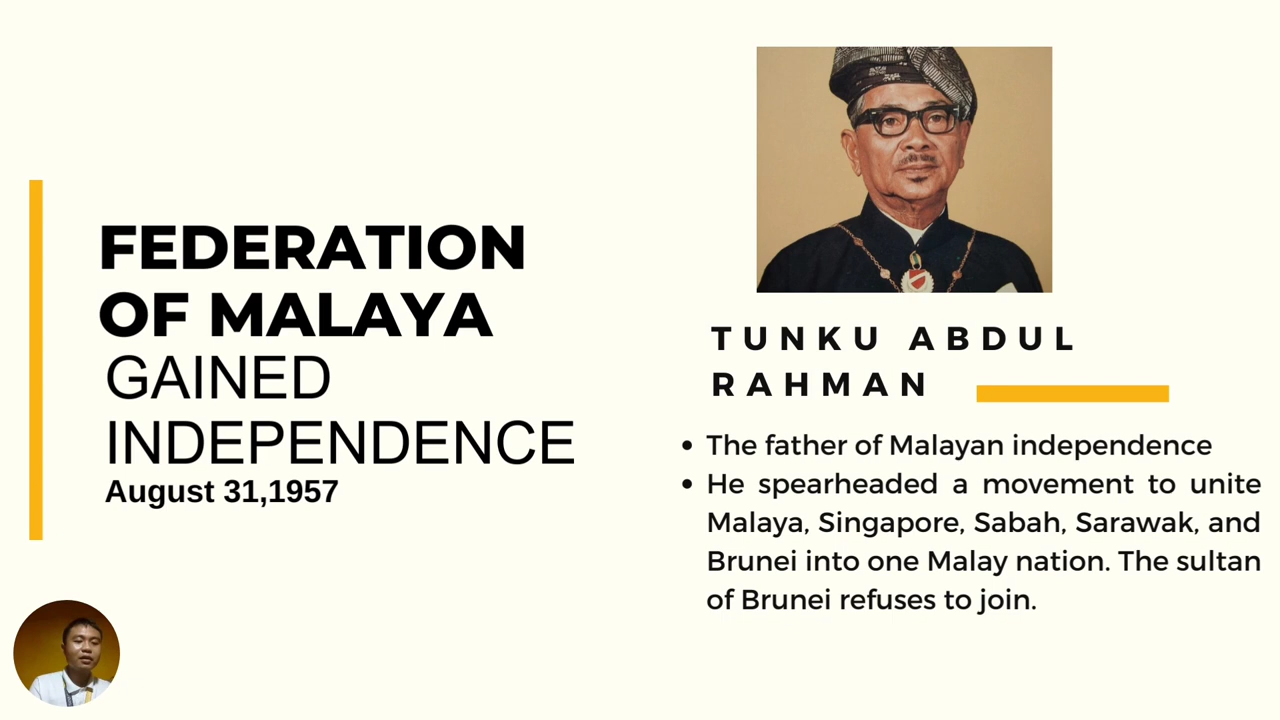 FEDERATION
OF MALAYA
GAINED
INDEPENDENCE
August 31,1957
TUNKU ABDUL
RAHMAN
• The father of Malayan independence
• He spearheaded a movement to unite
Malaya, Singapore, Sabah, Sarawak, and
Brunei into one Malay nation. The sultan
of Brunei refuses to join.